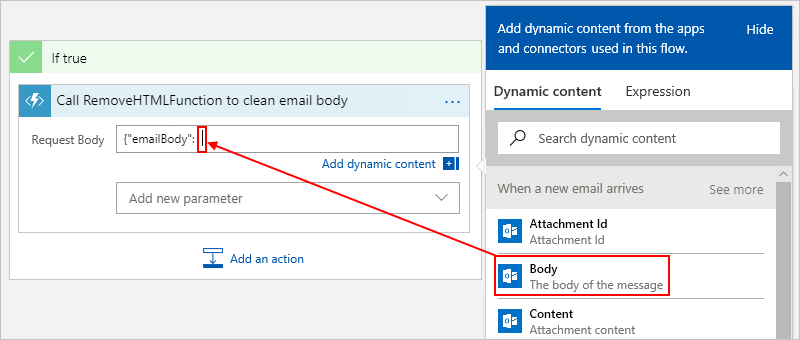 If true
Call RemoveHTMLFunction to clean email body
...
Request Body
{"emailBody":
Add dynamic content
Add new parameter
Add an action
Add dynamic content from the apps
and connectors used in this flow.
Hide
Dynamic content
Expression
Search dynamic content
When a new email arrives
See more
Attachment Id
Attachment Id
Body
The body of the message
Content
Attachment content